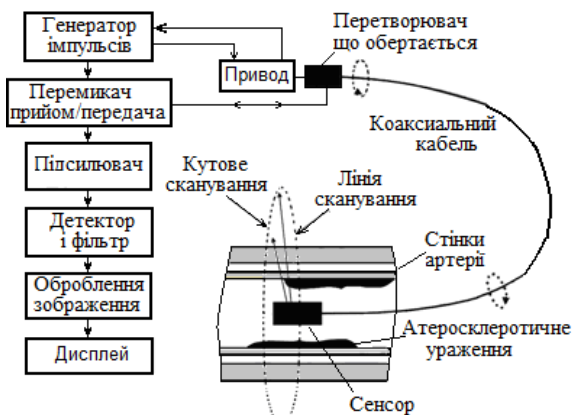 Генератор
імпульсів
Перетворювач
що обертається
Привод
Перемикач
прийом/передача
Коаксиальний
кабель
Підсилювач
Кутове
сканування
Лінія
сканування
Детектор
і фільтр
Стінки
артерії
Оброблення
зображення
Атеросклеротичне
ураження
Дисплей
Сенсор